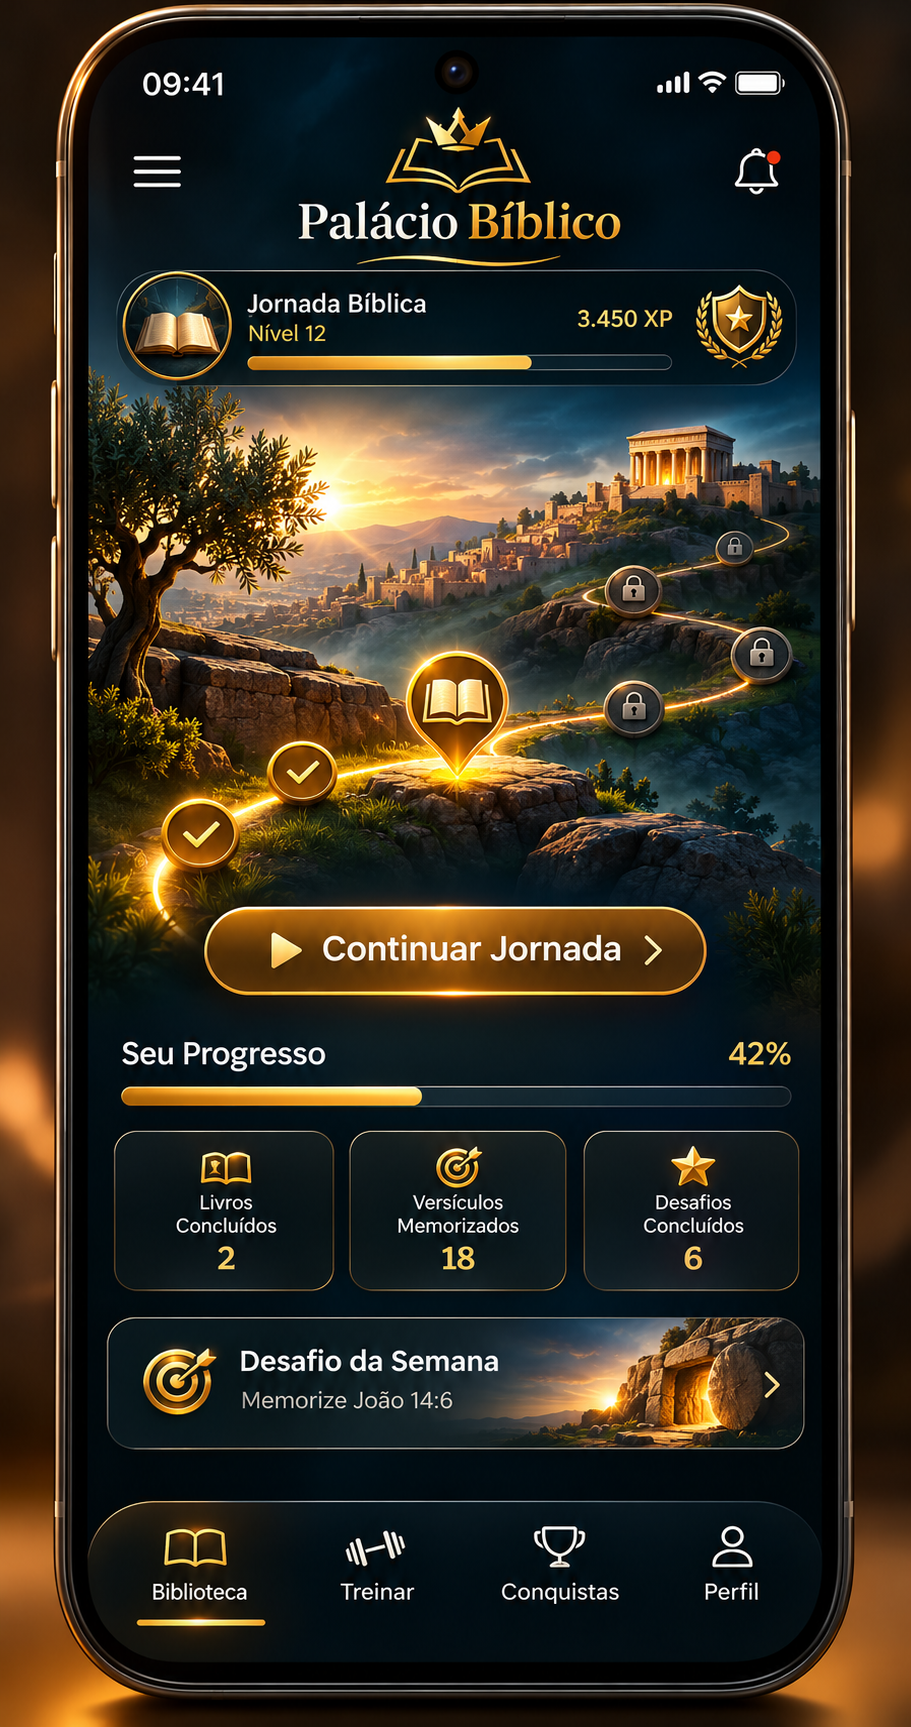 09:41
Palácio Bíblico
Jornada Bíblica
Nível 12
3.450 XP
Continuar Jornada
Seu Progresso
42%
Livros
Concluídos
2
Versículos
Memorizados
18
Desafios
Concluídos
6
Desafio da Semana
Memorize João 14:6
Biblioteca
Treinar
Conquistas
Perfil